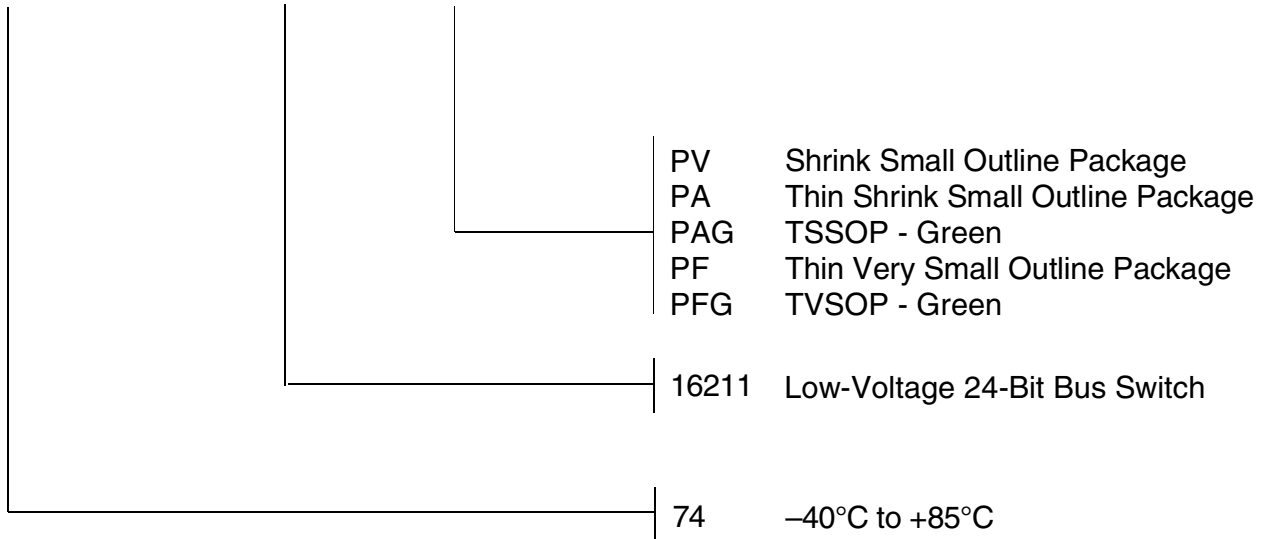 PV Shrink Small Outline Package
PA Thin Shrink Small Outline Package
PAG TSSOP - Green
PF Thin Very Small Outline Package
PFG TVSOP - Green
16211 Low-Voltage 24-Bit Bus Switch
74 –40°C to +85°C